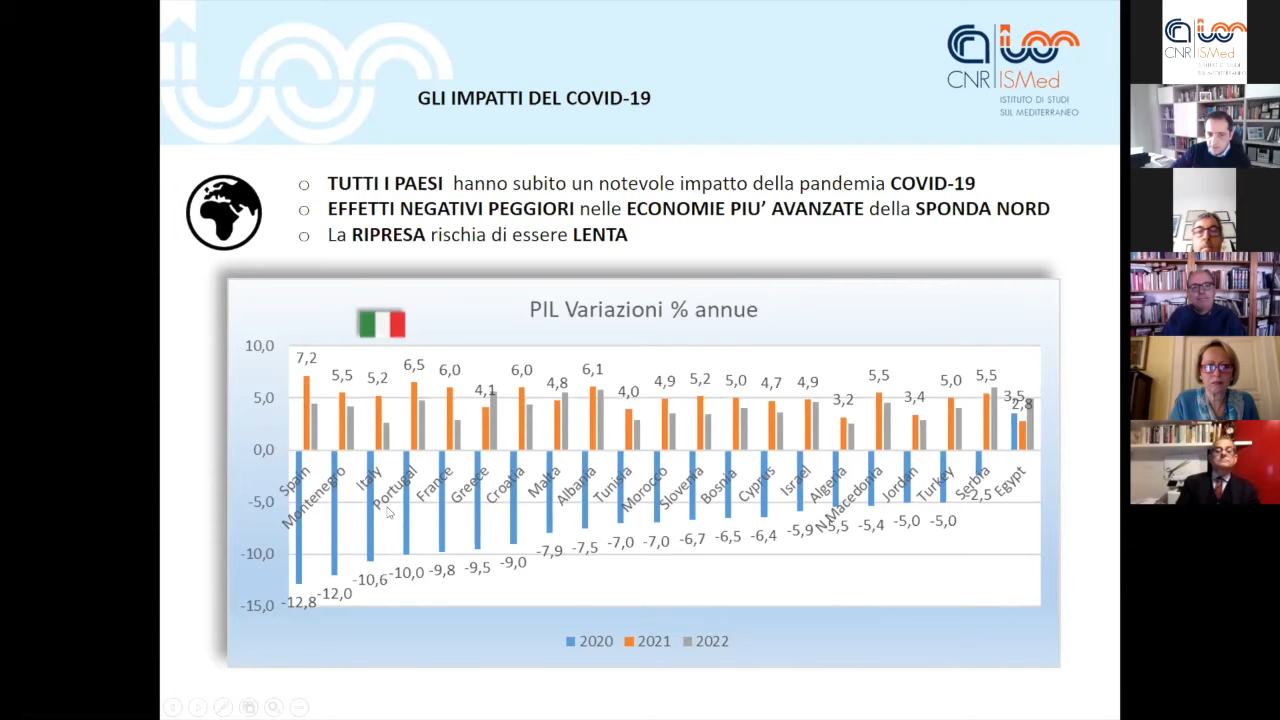 GLI IMPATTI DEL COVID-19
CNR ISMed
ISTITUTO DI STUDI
SUL MEDITERRANEO
CNR ISMed
ISTITUTO DI STUDI
SUL MEDITERRANEO
○ TUTTI I PAESI hanno subito un notevole impatto della pandemia COVID-19
○ EFFETTI NEGATIVI PEGGIORI nelle ECONOMIE PIU' AVANZATE della SPONDA NORD
○ La RIPRESA rischia di essere LENTA
PIL Variazioni % annue
10,0
5,0
0,0
-5,0
-10,0
-15,0
7,2 5,5 5,2 6,5 6,0 4,1 6,0 4,8 6,1 4,0 4,9 5,2 5,0 4,7 4,9 3,2 5,5 3,4 5,0 5,5 3,5 2,8
Spain Montenegro Italy Portugal France Greece Croatia Malta Albania Tunisia Morocco Slovenia Bosnia Cyprus Israel Algeria N.Macedonia Jordan Turkey Serbia Egypt
-12,8 -12,0 -10,6 -10,0 -9,8 -9,5 -9,0 -7,9 -7,5 -7,0 -7,0 -6,7 -6,5 -6,4 -5,9 -5,5 -5,4 -5,0 -5,0 -2,5
2020 2021 2022